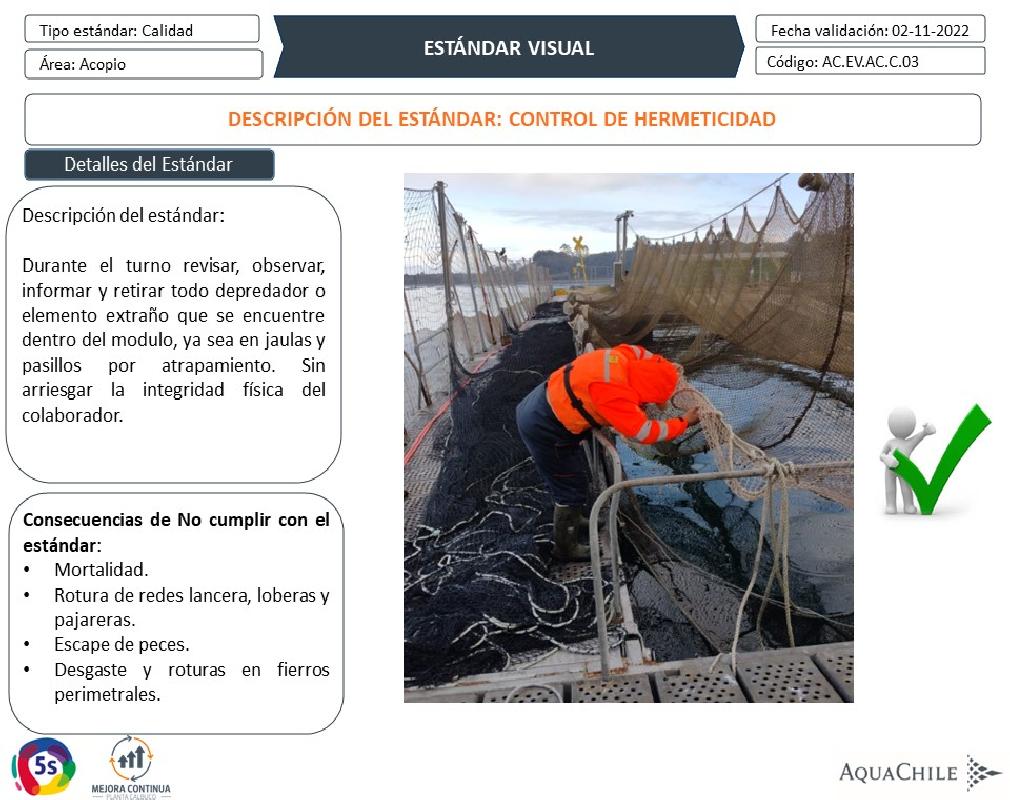 Tipo estándar: Calidad
Área: Acopio
ESTÁNDAR VISUAL
Fecha validación: 02-11-2022
Código: AC.EV.AC.C.03
DESCRIPCIÓN DEL ESTÁNDAR: CONTROL DE HERMETICIDAD
Detalles del Estándar
Descripción del estándar:
Durante el turno revisar, observar,
informar y retirar todo depredador o
elemento extraño que se encuentre
dentro del modulo, ya sea en jaulas y
pasillos por atrapamiento. Sin
arriesgar la integridad física del
colaborador.
Consecuencias de No cumplir con el
estándar:
• Mortalidad.
• Rotura de redes lancera, loberas y
pajareras.
• Escape de peces.
• Desgaste y roturas en fierros
perimetrales.
5s
MEJORA CONTINUA
PLANTA CALBUCO
AQUACHILE